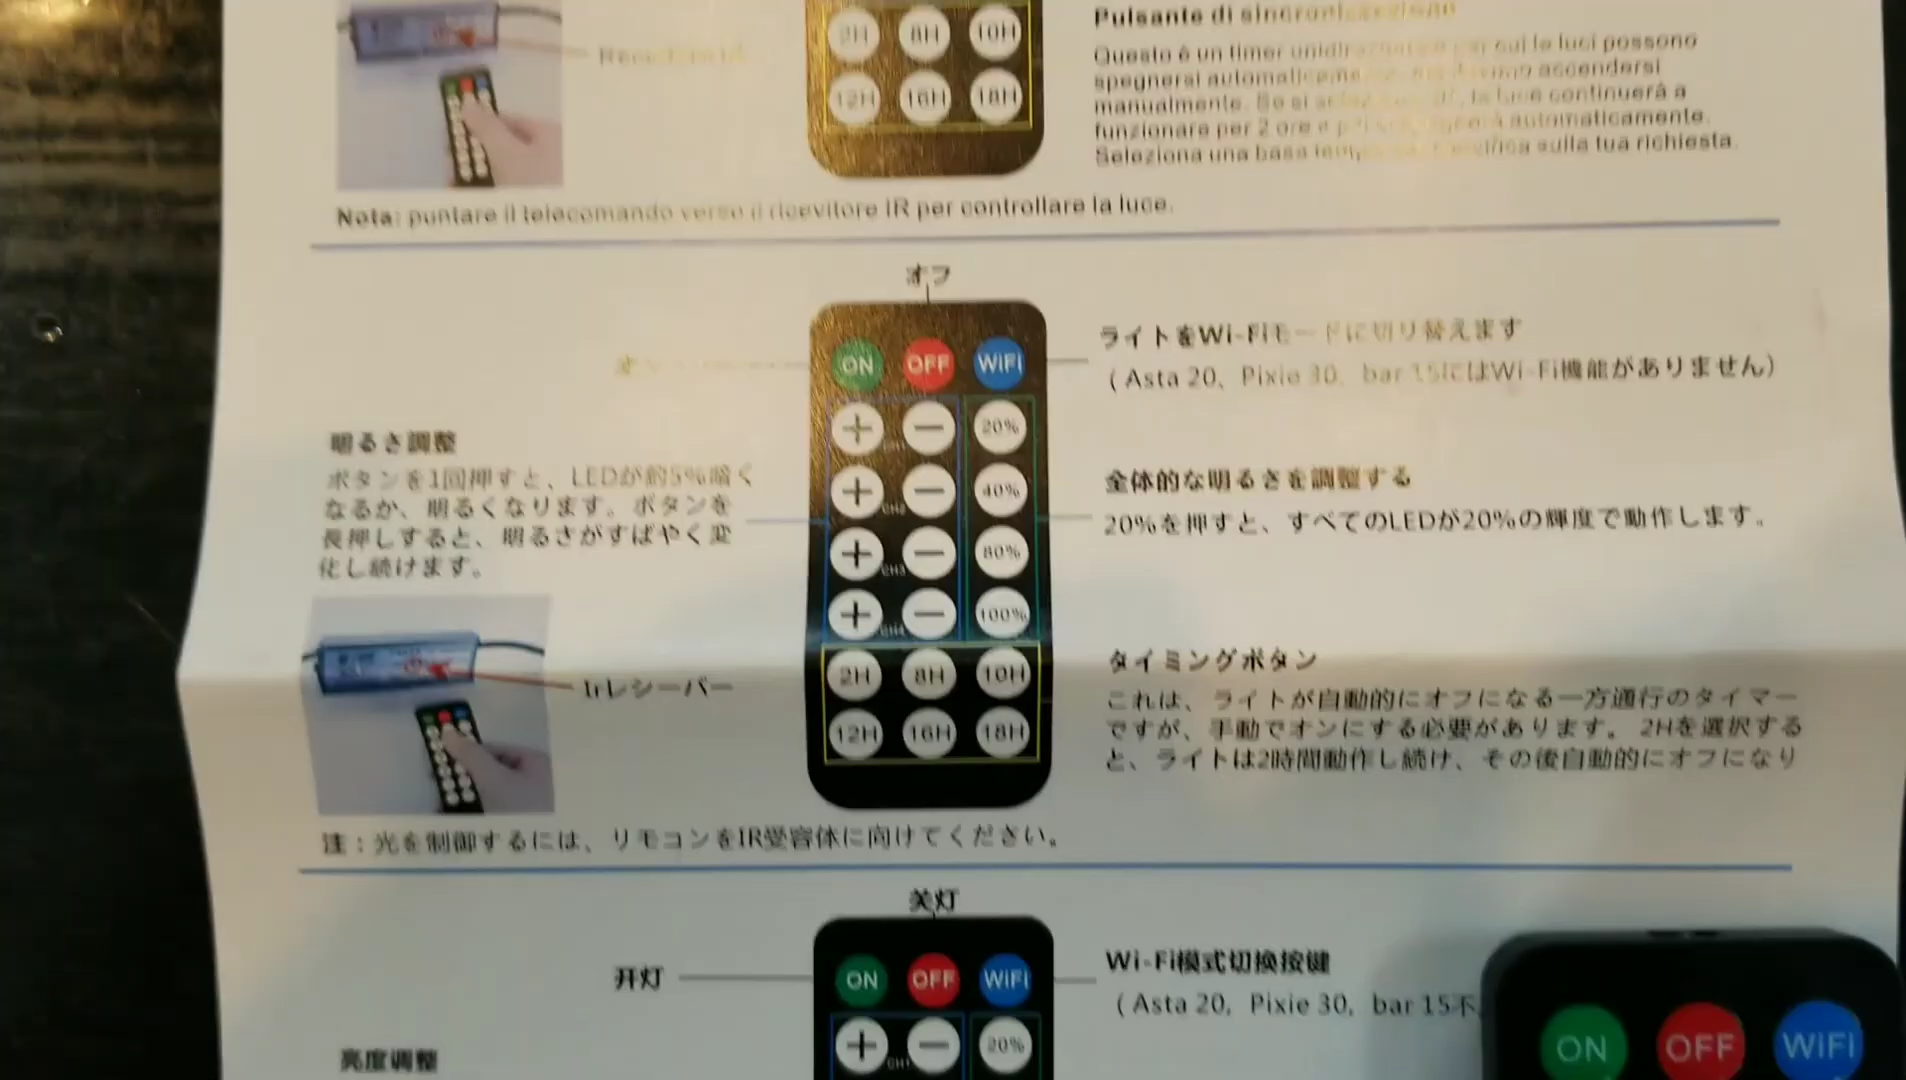 2H 8H 10H
12H 16H 18H
Pulsante di sincronizzazione
Questo è un timer unidirezionale per cui le luci possono
spegnersi automaticamente
manualmente. Se si la luce continuerà a
funzionare per 2 ore e automaticamente.
Seleziona una base sulla tua richiesta.
Nota: puntare il telecomando verso il ricevitore IR per controllare la luce.
オフ
ON OFF WiFi
ライトをWi-Fiモードに切り替えます
(Asta 20、Pixie 30、bar 15にはWi-Fi機能がありません)
明るさ調整
ボタンを1回押すと、LEDが約5%暗く
なるか、明るくなります。ボタンを
長押しすると、明るさがすばやく変
化し続けます。
+ CH1 − 20%
+ CH2 − 40%
+ CH3 − 80%
+ CH4 − 100%
2H 8H 10H
12H 16H 18H
全体的な明るさを調整する
20%を押すと、すべてのLEDが20%の輝度で動作します。
Irレシーバー
タイミングボタン
これは、ライトが自動的にオフになる一方通行のタイマー
ですが、手動でオンにする必要があります。2Hを選択する
と、ライトは2時間動作し続け、その後自動的にオフになり
注：光を制御するには、リモコンをIR受容体に向けてください。
关灯
开灯
ON OFF WiFi
Wi-Fi模式切换按键
(Asta 20, Pixie 30, bar 15不
亮度调整
+ CH1 − 20%
ON OFF WiFi